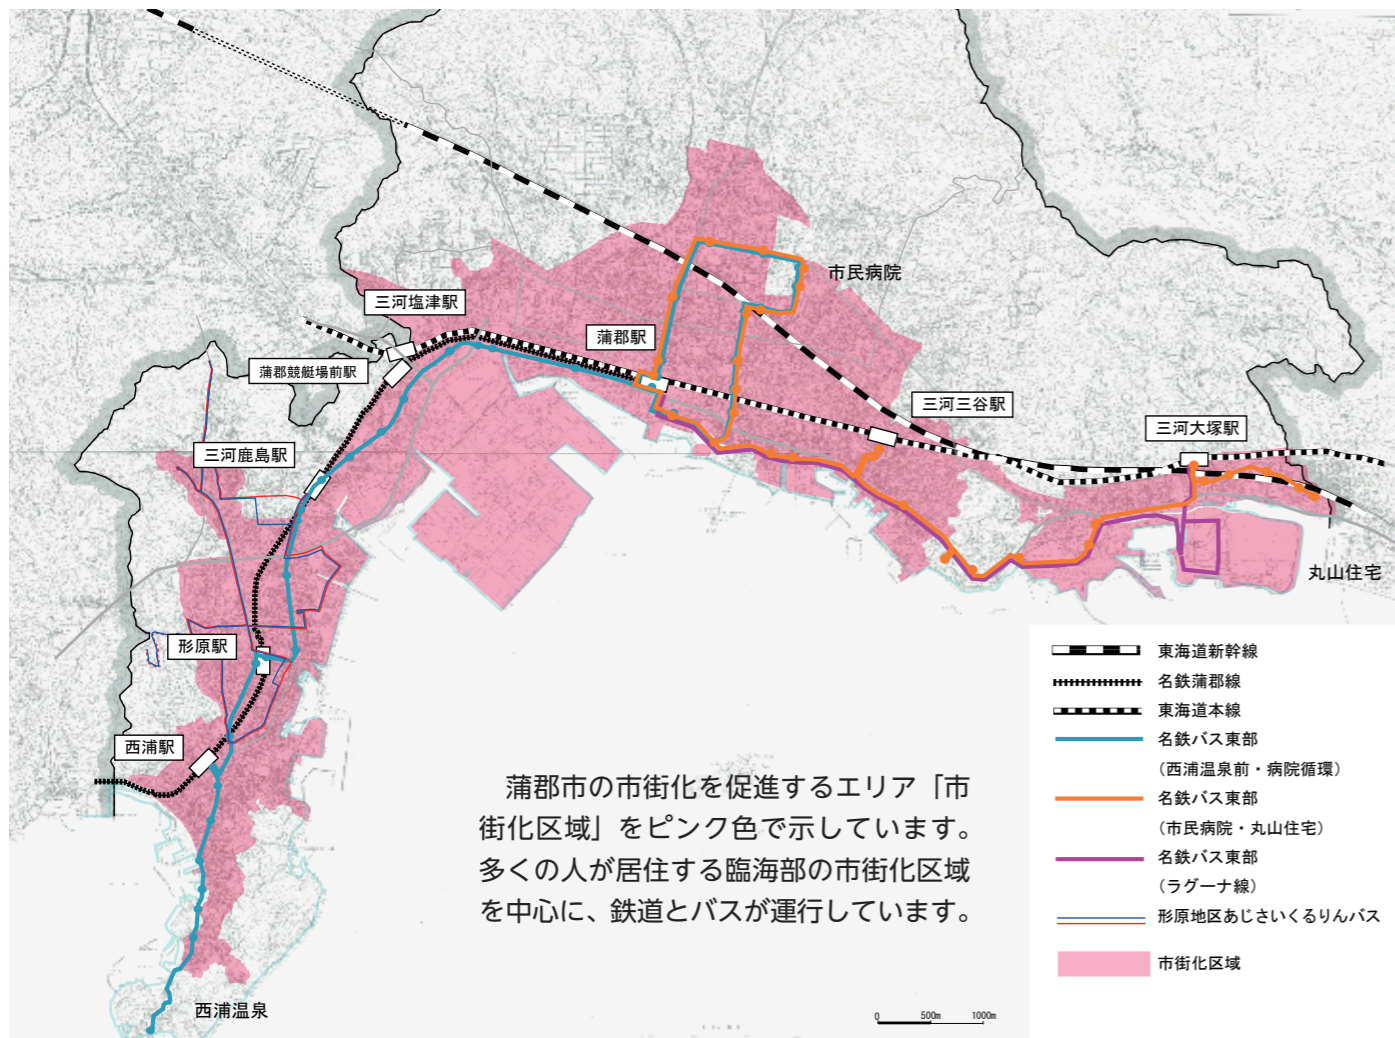 市民病院
三河塩津駅
蒲郡駅
蒲郡競艇場前駅
三河三谷駅
三河大塚駅
三河鹿島駅
丸山住宅
形原駅
西浦駅
西浦温泉
蒲郡市の市街化を促進するエリア「市
街化区域」をピンク色で示しています。
多くの人が居住する臨海部の市街化区域
を中心に、鉄道とバスが運行しています。
東海道新幹線
名鉄蒲郡線
東海道本線
名鉄バス東部
(西浦温泉前・病院循環)
名鉄バス東部
(市民病院・丸山住宅)
名鉄バス東部
(ラグーナ線)
形原地区あじさいくるりんバス
市街化区域
0 500m 1000m